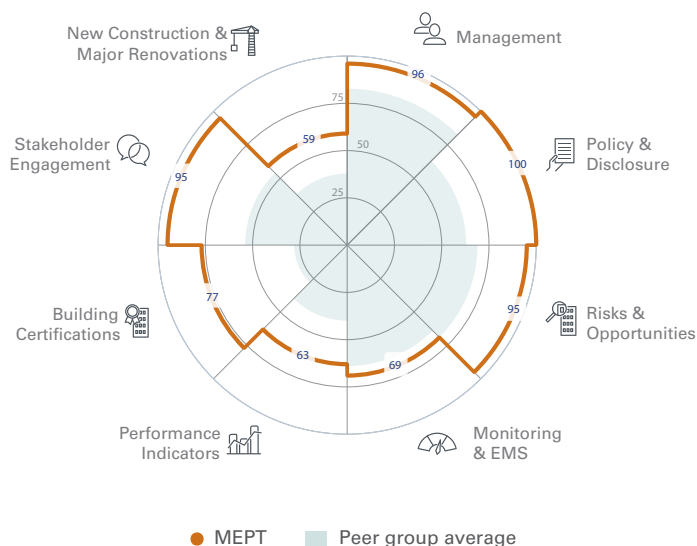 New Construction &
Major Renovations
Management
96
75
59
50
Stakeholder
Engagement
Policy &
Disclosure
100
95
25
77
95
Building
Certifications
Risks &
Opportunities
63
69
Performance
Indicators
Monitoring
& EMS
MEPT
Peer group average